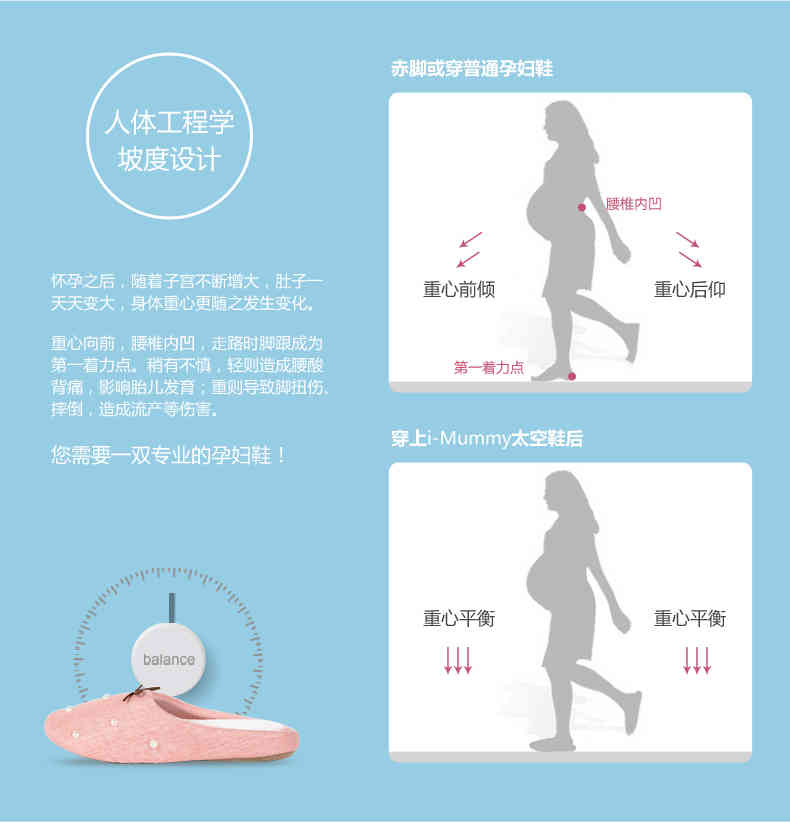 人体工程学
坡度设计
怀孕之后，随着子宫不断增大，肚子一
天天变大，身体重心更随之发生变化。
重心向前，腰椎内凹，走路时脚跟成为
第一着力点。稍有不慎，轻则造成腰酸
背痛，影响胎儿发育；重则导致脚扭伤、
摔倒，造成流产等伤害。
您需要一双专业的孕妇鞋！
balance
赤脚或穿普通孕妇鞋
腰椎内凹
重心前倾
重心后仰
第一着力点
穿上i-Mummy太空鞋后
重心平衡
重心平衡